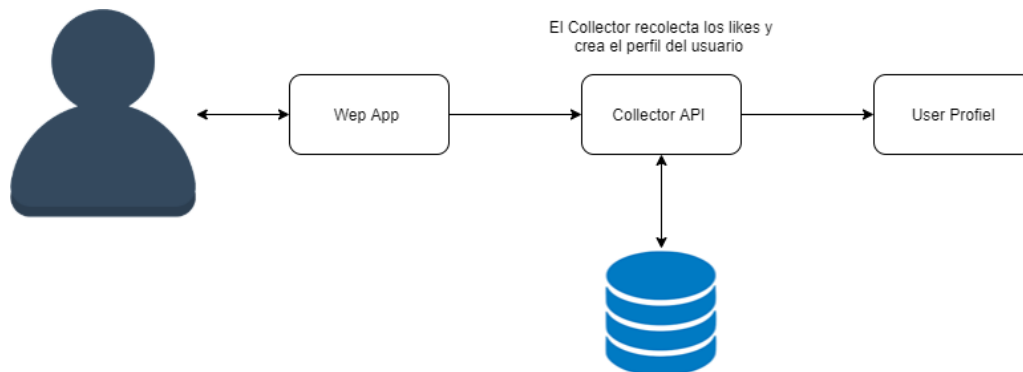 El Collector recolecta los likes y
crea el perfil del usuario
Wep App
Collector API
User Profiel